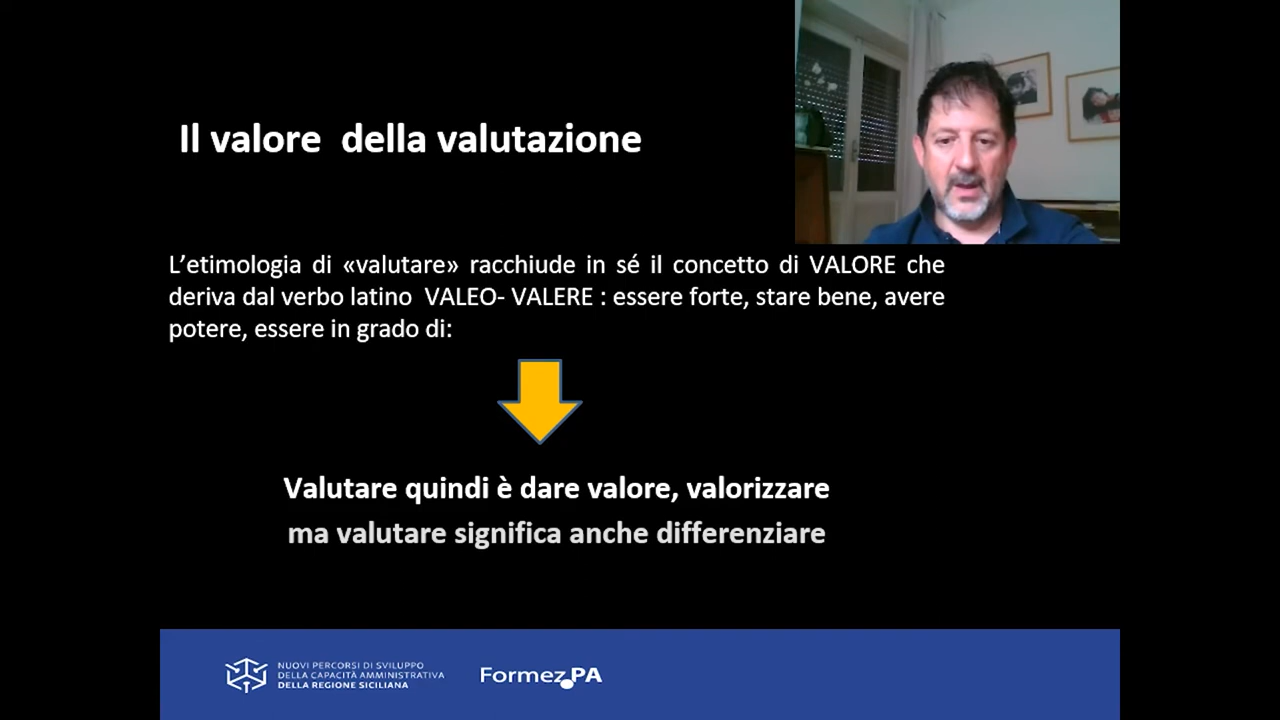 Il valore  della valutazione
L’etimologia di «valutare» racchiude in sé il concetto di VALORE che
deriva dal verbo latino  VALEO- VALERE : essere forte, stare bene, avere
potere, essere in grado di:
Valutare quindi è dare valore, valorizzare
ma valutare significa anche differenziare
NUOVI PERCORSI DI SVILUPPO
DELLA CAPACITÀ AMMINISTRATIVA
DELLA REGIONE SICILIANA
Formez.PA